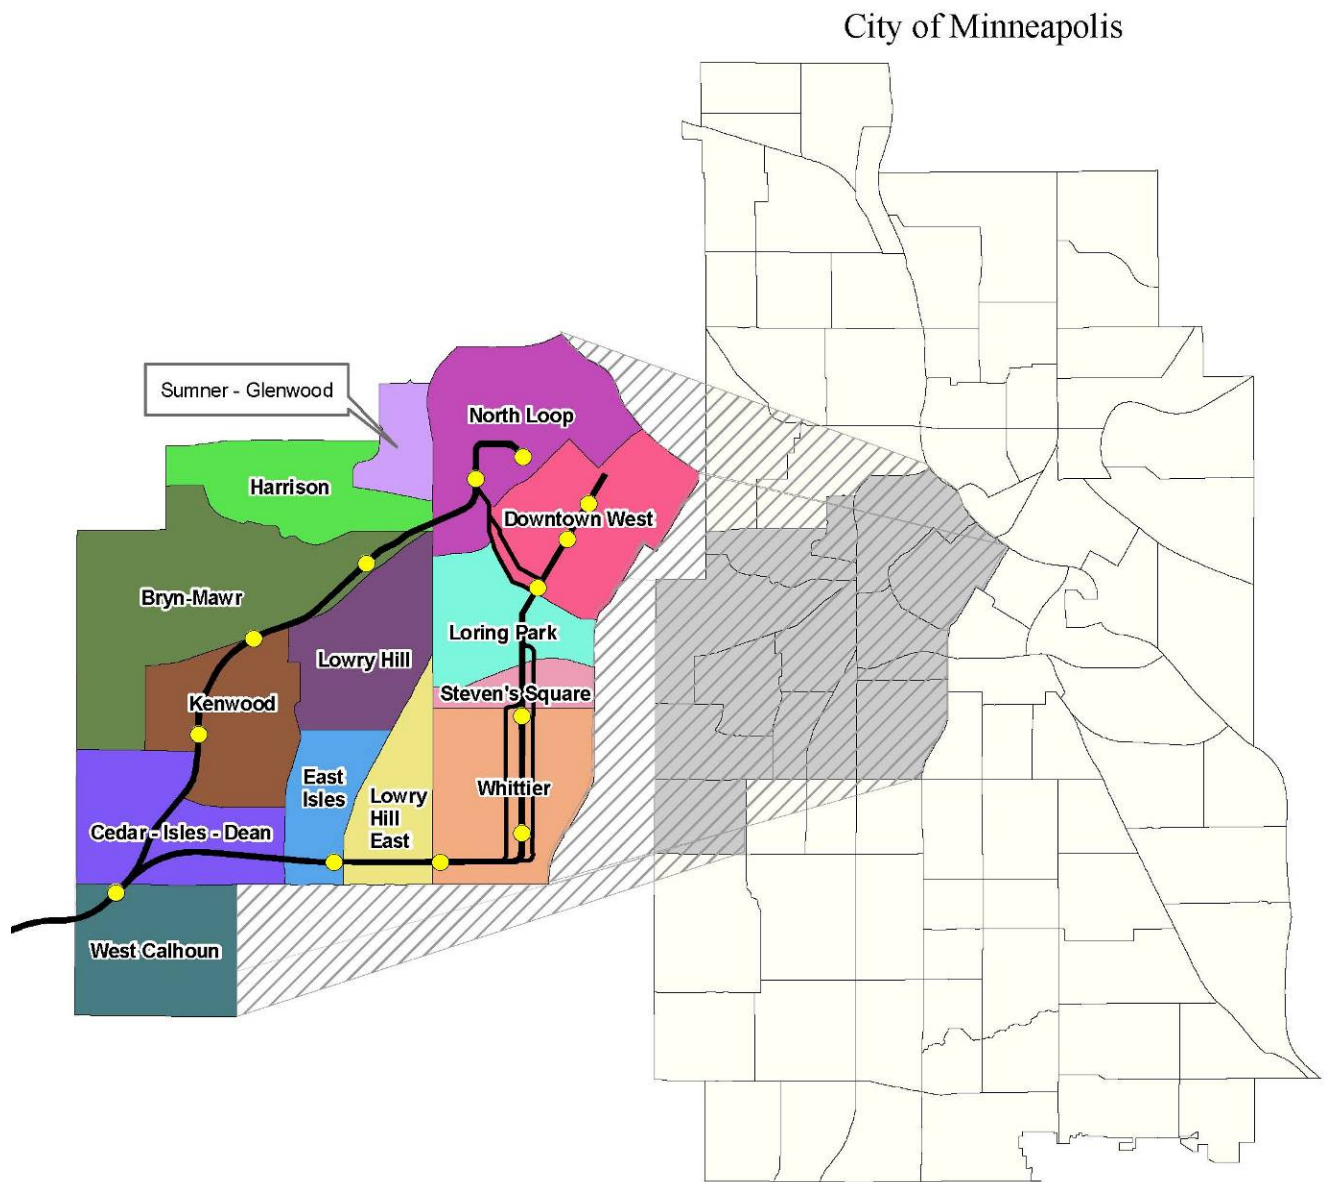 City of Minneapolis
Sumner - Glenwood
North Loop
Harrison
Downtown West
Bryn-Mawr
Loring Park
Lowry Hill
Steven's Square
Kenwood
East
Isles
Whittier
Lowry
Hill
East
Cedar - Isles - Dean
West Calhoun